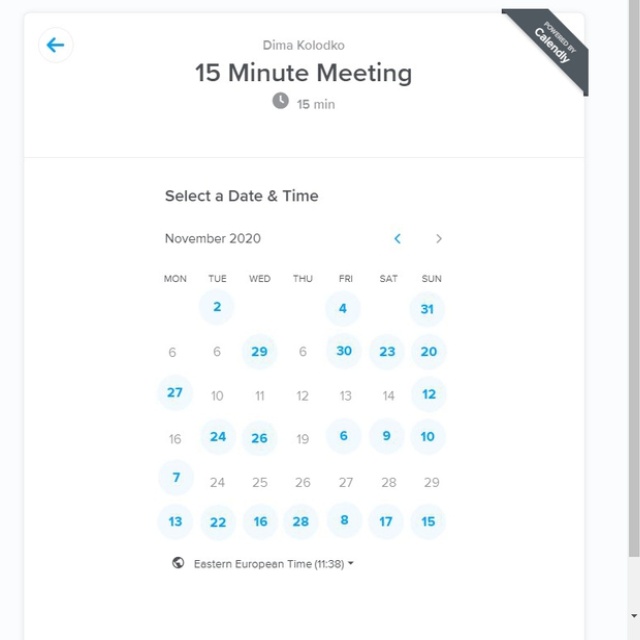 Dima Kolodko
POWERED BY
Calendly
15 Minute Meeting
15 min
Select a Date & Time
November 2020
MON TUE WED THU FRI SAT SUN
2 4 31
6 6 29 6 30 23 20
27 10 11 12 13 14 12
16 24 26 19 6 9 10
7 24 25 26 27 28 29
13 22 16 28 8 17 15
Eastern European Time (11:38)